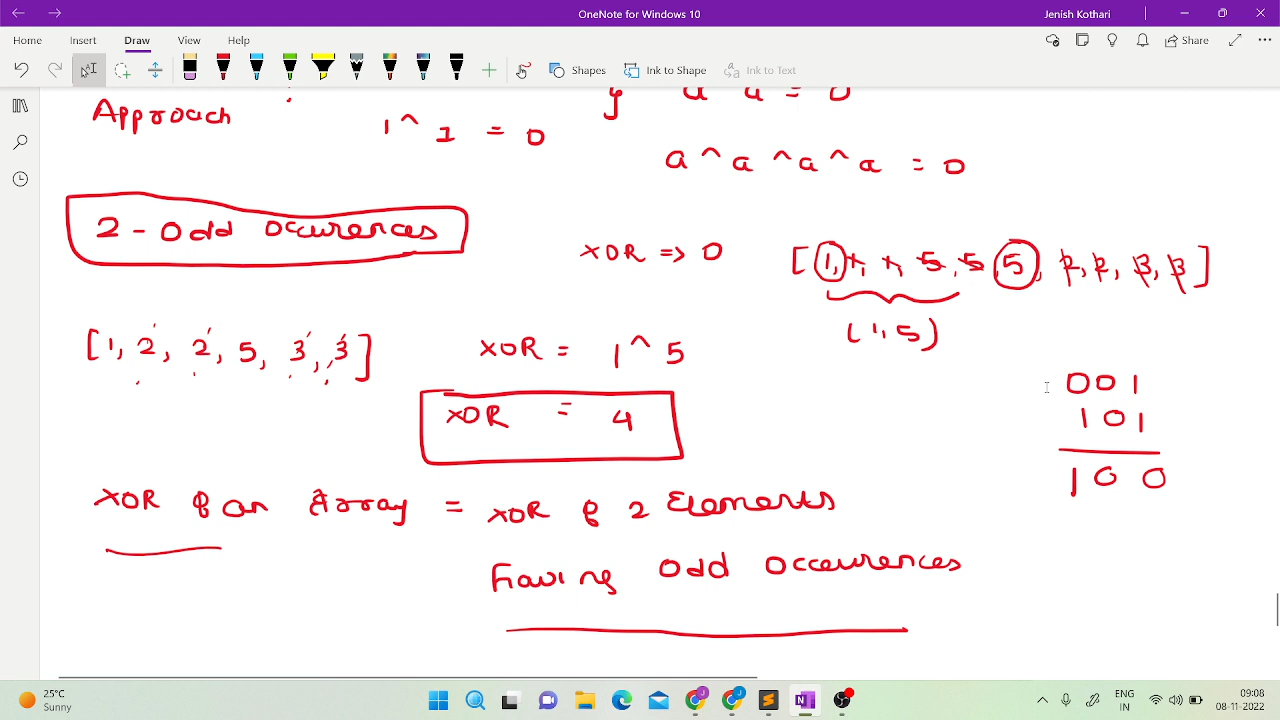 OneNote for Windows 10
Jenish Kothari
Home Insert Draw View Help
Share
Shapes
Ink to Shape
Ink to Text
Approach
1 ^ 1 = 0
a ^ a ^ a ^ a = 0
2 - Odd Occurences
XOR => 0
[1, 1, 1, 5, 5, 5, 2, 2, 3, 3]
(1, 5)
[1, 2, 2, 5, 3, 3]
XOR = 1 ^ 5
XOR = 4
001
101
100
XOR of an Array = XOR of 2 Elements
having Odd Occurrences
25°C
Sunny
ENG
IN
09:08
08-11-2022